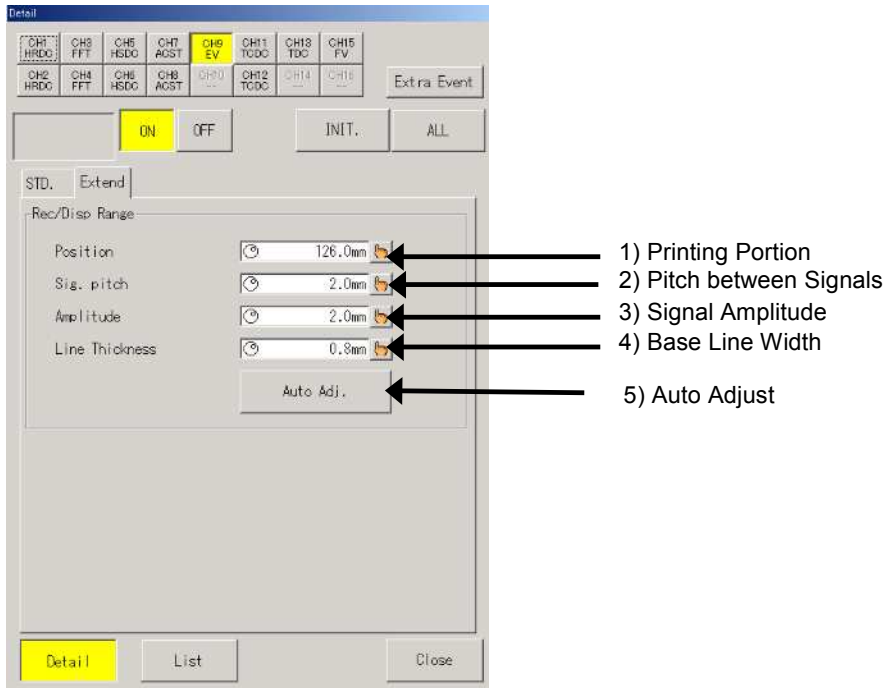 Detail
CH1 CH3 CH5 CH7 CH9 CH11 CH13 CH15
HRDC FFT HSDC ACST EV TCDC TDC FV
CH2 CH4 CH6 CH8 CH10 CH12 CH14 CH16
HRDC FFT HSDC ACST -- TCDC -- --
Extra Event
ON OFF INIT. ALL
STD. Extend
Rec/Disp Range
Position 126.0mm 1) Printing Portion
Sig. pitch 2.0mm 2) Pitch between Signals
Amplitude 2.0mm 3) Signal Amplitude
Line Thickness 0.8mm 4) Base Line Width
Auto Adj. 5) Auto Adjust
Detail List Close